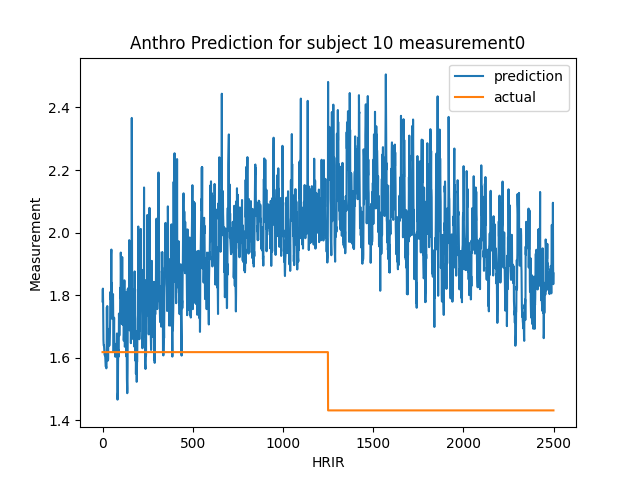 Anthro Prediction for subject 10 measurement0
prediction
actual
Measurement
2.4
2.2
2.0
1.8
1.6
1.4
0
500
1000
1500
2000
2500
HRIR